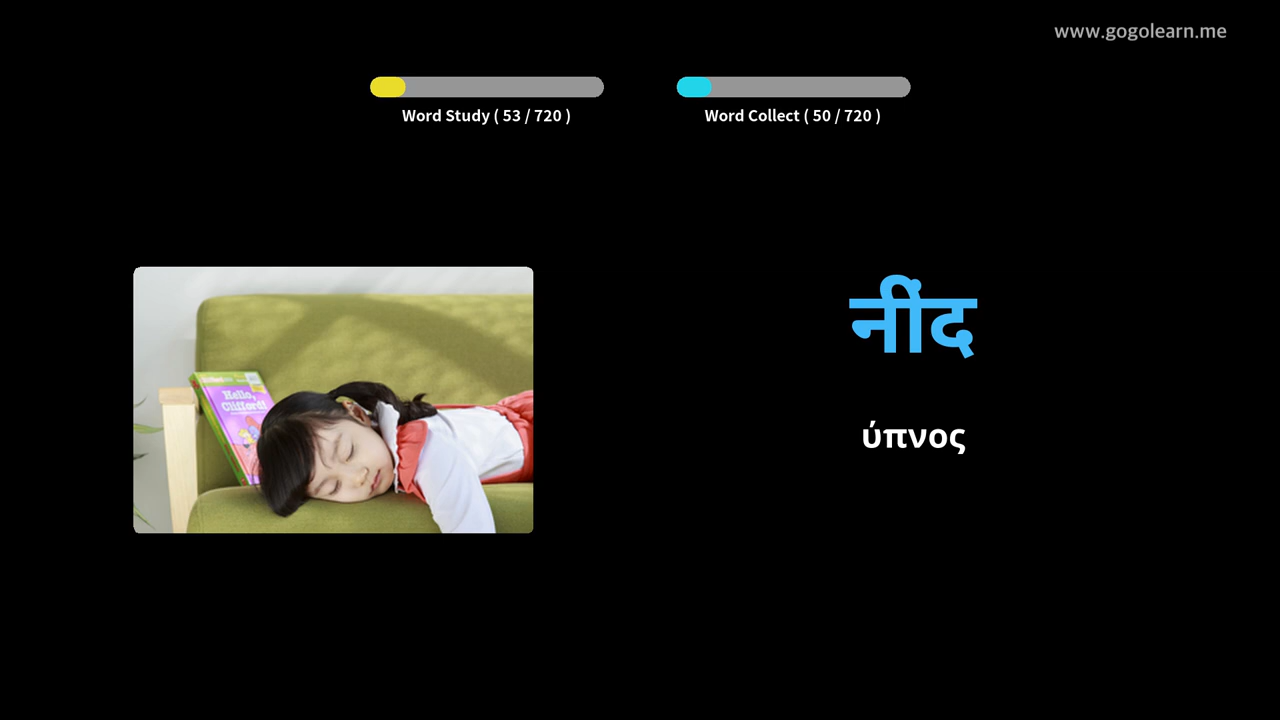 www.gogolearn.me
Word Study ( 53 / 720 )
Word Collect ( 50 / 720 )
नींद
ύπνος
Hello,
Clifford!